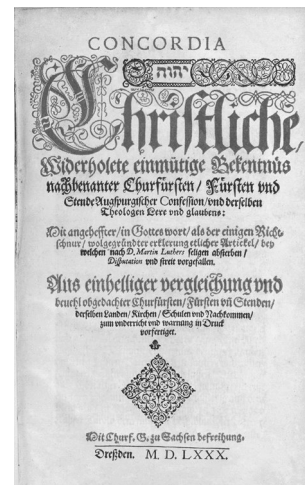 CONCORDIA
יהוה
Christliche,
Widerholete einmütige Bekentnüs
nachbenanter Churfürsten / Fürsten vnd
Stende Augspurgischer Confession / vnd derselben
Theologen Lere vnd glaubens:
Mit angeheffter / in Gottes wort / als der einigen Richt-
schnur / wolgegründter erklerung etlicher Artickel / bey
welchen nach D. Martin Luthers seligen absterben /
Disputation vnd streit vorgefallen.
Aus einhelliger vergleichung vnd
beuehl obgedachter Churfürsten / Fürsten vñ Stenden /
derselben Landen / Kirchen / Schulen vnd Nachkommen /
zum vnderricht vnd warnung in Druck
vorfertiget.
Mit Churf. G. zu Sachsen befreihung.
Dreßden. M. D. LXXX.